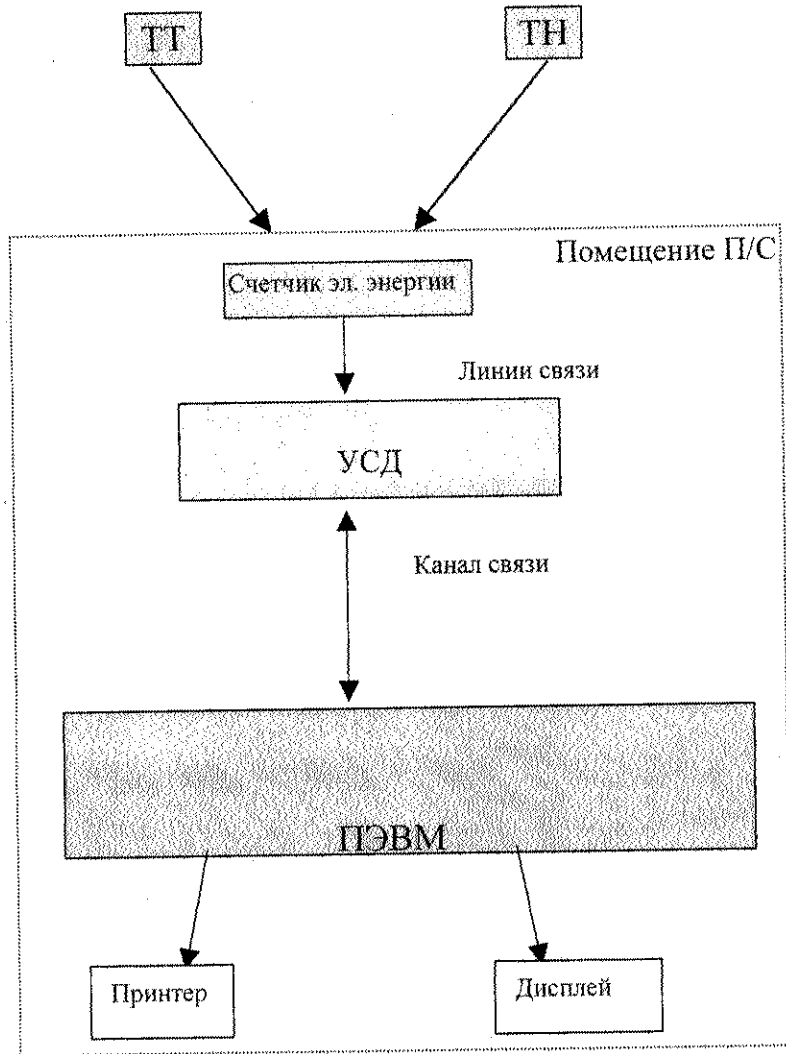 ТТ
ТН
Помещение П/С
Счетчик эл. энергии
Линии связи
УСД
Канал связи
ПЭВМ
Принтер
Дисплей